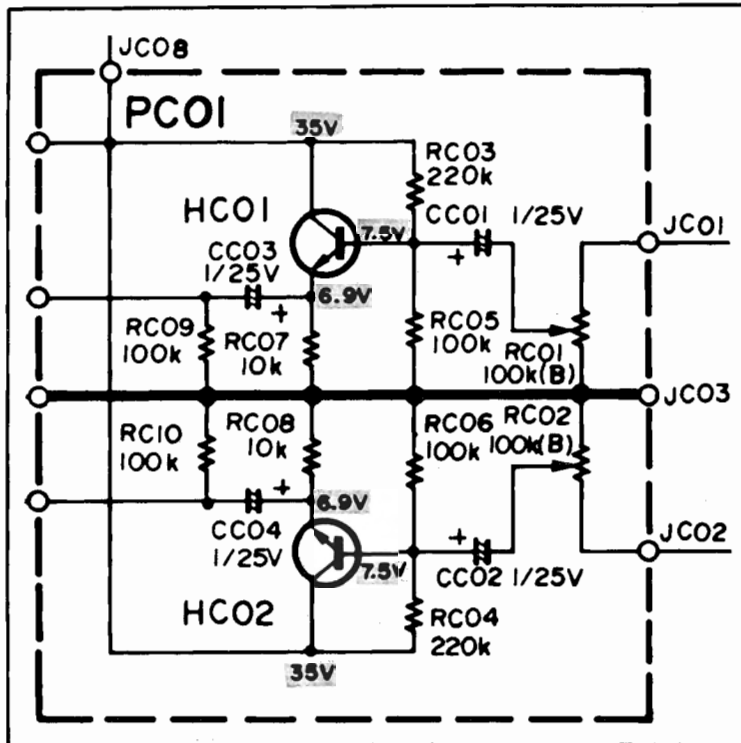 JC08
PC01
35V
RC03
220k
HC01
CC01 1/25V
7.5V
JC01
CC03
1/25V
6.9V
RC09
100k
RC07
10k
RC05
100k
RC01
100k(B)
JC03
RC10
100k
RC08
10k
RC06
100k
RC02
100k(B)
6.9V
CC04
1/25V
7.5V
CC02 1/25V
JC02
HC02
RC04
220k
35V